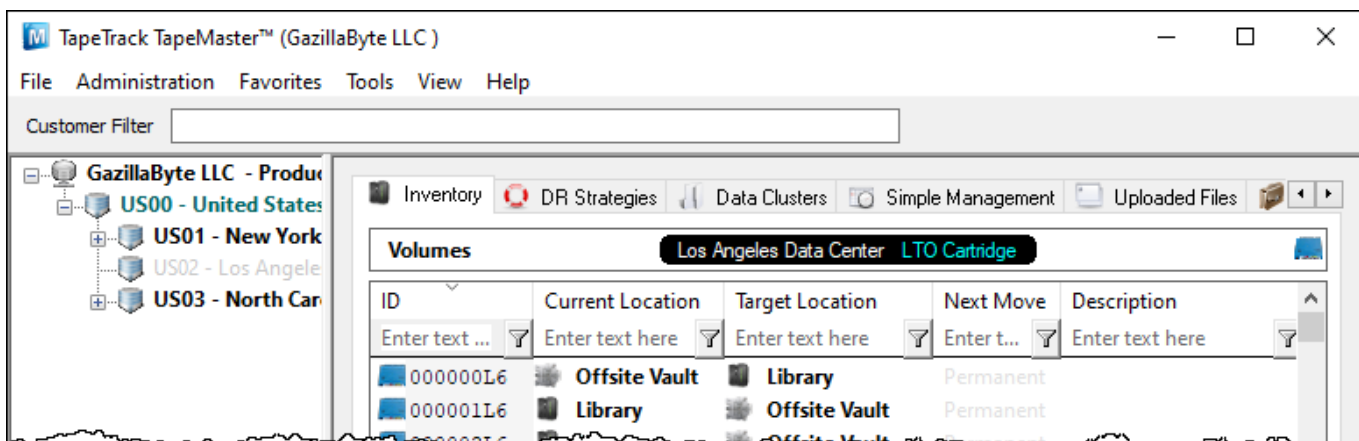 TapeTrack TapeMaster™ (GazillaByte LLC )
File Administration Favorites Tools View Help
Customer Filter
GazillaByte LLC - Produc
US00 - United States
US01 - New York
US02 - Los Angele
US03 - North Car
Inventory DR Strategies Data Clusters Simple Management Uploaded Files
Volumes Los Angeles Data Center LTO Cartridge
ID Current Location Target Location Next Move Description
Enter text ... Enter text here Enter text here Enter t... Enter text here
000000L6 Offsite Vault Library Permanent
000001L6 Library Offsite Vault Permanent